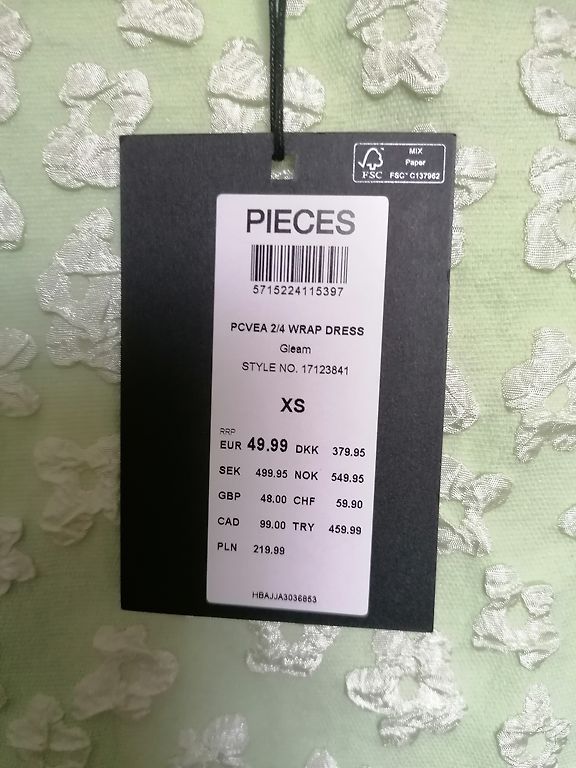 MIX
Paper
FSC
FSC™ C137962
PIECES
5715224115397
PCVEA 2/4 WRAP DRESS
Gleam
STYLE NO. 17123841
XS
RRP
EUR 49.99 DKK 379.95
SEK 499.95 NOK 549.95
GBP 48.00 CHF 59.90
CAD 99.00 TRY 459.99
PLN 219.99
HBAJJA3036853